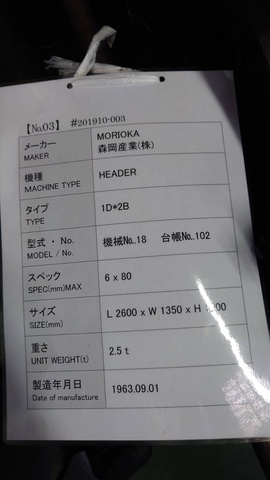 【No.03】 #201910-003
メーカー MORIOKA
MAKER 森岡産業(株)
機種 HEADER
MACHINE TYPE
タイプ 1D*2B
TYPE
型式・No. 機械No.18 台帳No.102
MODEL / No.
スペック 6 x 80
SPEC(mm)MAX
サイズ L 2600 x W 1350 x H
SIZE(mm)
重さ 2.5 t
UNIT WEIGHT(t)
製造年月日 1963.09.01
Date of manufacture